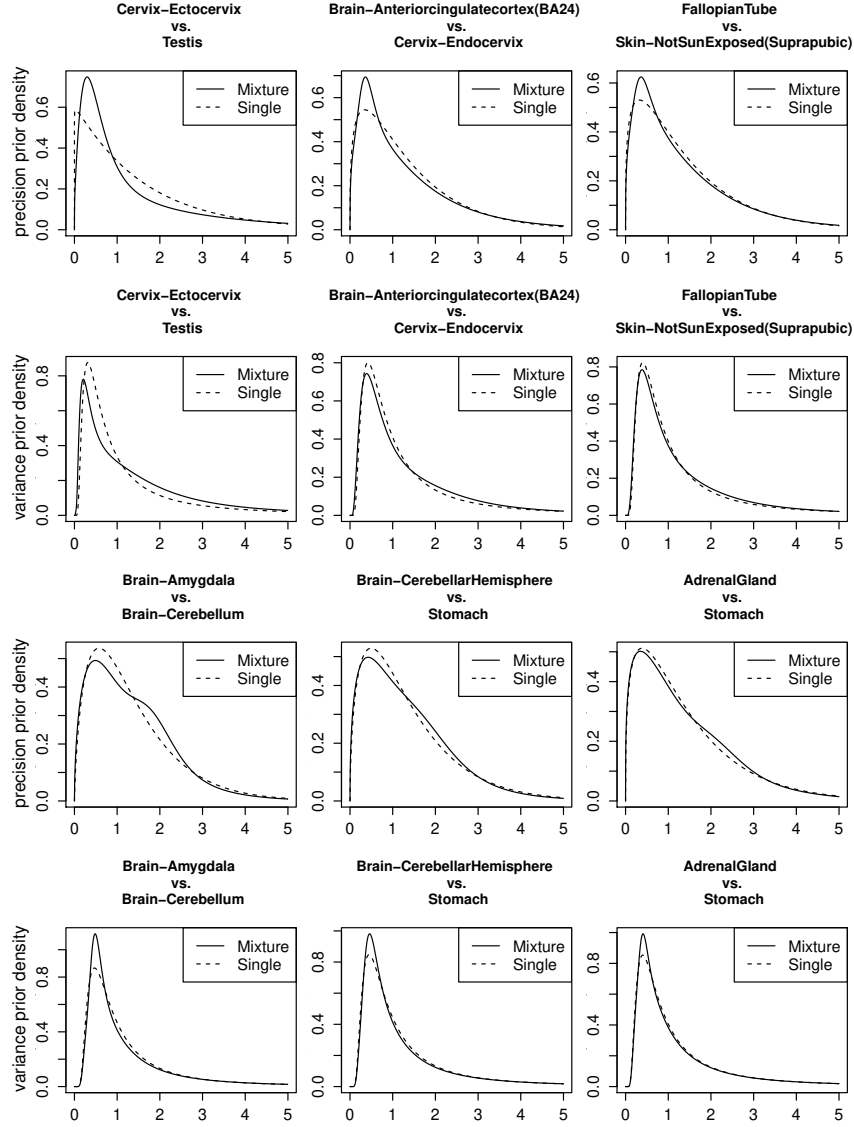 Cervix−Ectocervix
vs.
Testis
Brain−Anteriorcingulatecortex(BA24)
vs.
Cervix−Endocervix
FallopianTube
vs.
Skin−NotSunExposed(Suprapubic)
precision prior density
0.0 0.2 0.4 0.6
0 1 2 3 4 5
Mixture
Single
0.0 0.2 0.4 0.6
0 1 2 3 4 5
Mixture
Single
0.0 0.2 0.4 0.6
0 1 2 3 4 5
Mixture
Single
Cervix−Ectocervix
vs.
Testis
Brain−Anteriorcingulatecortex(BA24)
vs.
Cervix−Endocervix
FallopianTube
vs.
Skin−NotSunExposed(Suprapubic)
variance prior density
0.0 0.4 0.8
0 1 2 3 4 5
Mixture
Single
0.0 0.2 0.4 0.6 0.8
0 1 2 3 4 5
Mixture
Single
0.0 0.2 0.4 0.6 0.8
0 1 2 3 4 5
Mixture
Single
Brain−Amygdala
vs.
Brain−Cerebellum
Brain−CerebellarHemisphere
vs.
Stomach
AdrenalGland
vs.
Stomach
precision prior density
0.0 0.2 0.4
0 1 2 3 4 5
Mixture
Single
0.0 0.2 0.4
0 1 2 3 4 5
Mixture
Single
0.0 0.2 0.4
0 1 2 3 4 5
Mixture
Single
Brain−Amygdala
vs.
Brain−Cerebellum
Brain−CerebellarHemisphere
vs.
Stomach
AdrenalGland
vs.
Stomach
variance prior density
0.0 0.4 0.8
0 1 2 3 4 5
Mixture
Single
0.0 0.4 0.8
0 1 2 3 4 5
Mixture
Single
0.0 0.4 0.8
0 1 2 3 4 5
Mixture
Single